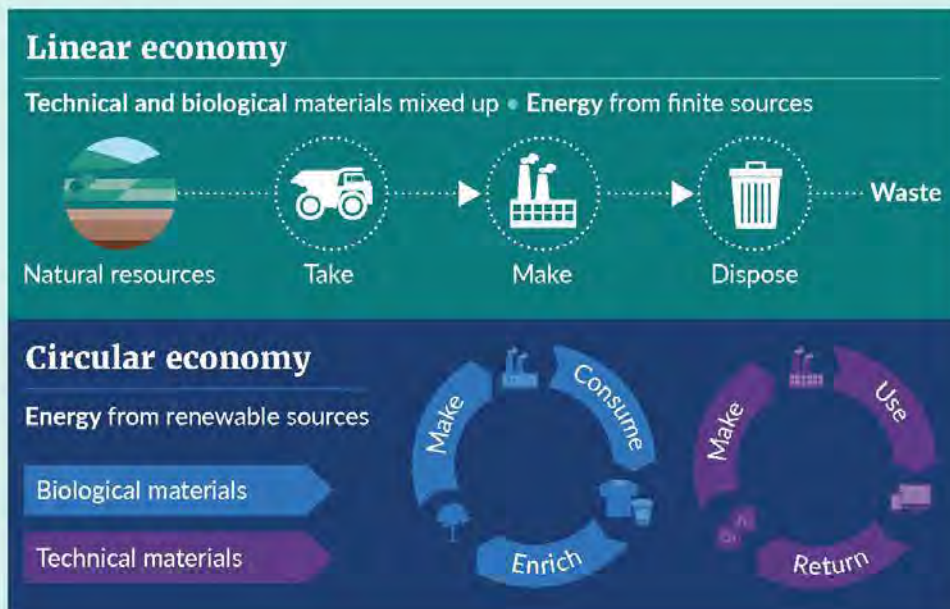 Linear economy
Technical and biological materials mixed up • Energy from finite sources
Waste
Natural resources
Take
Make
Dispose
Circular economy
Energy from renewable sources
Biological materials
Technical materials
Make
Consume
Enrich
Make
Use
Return